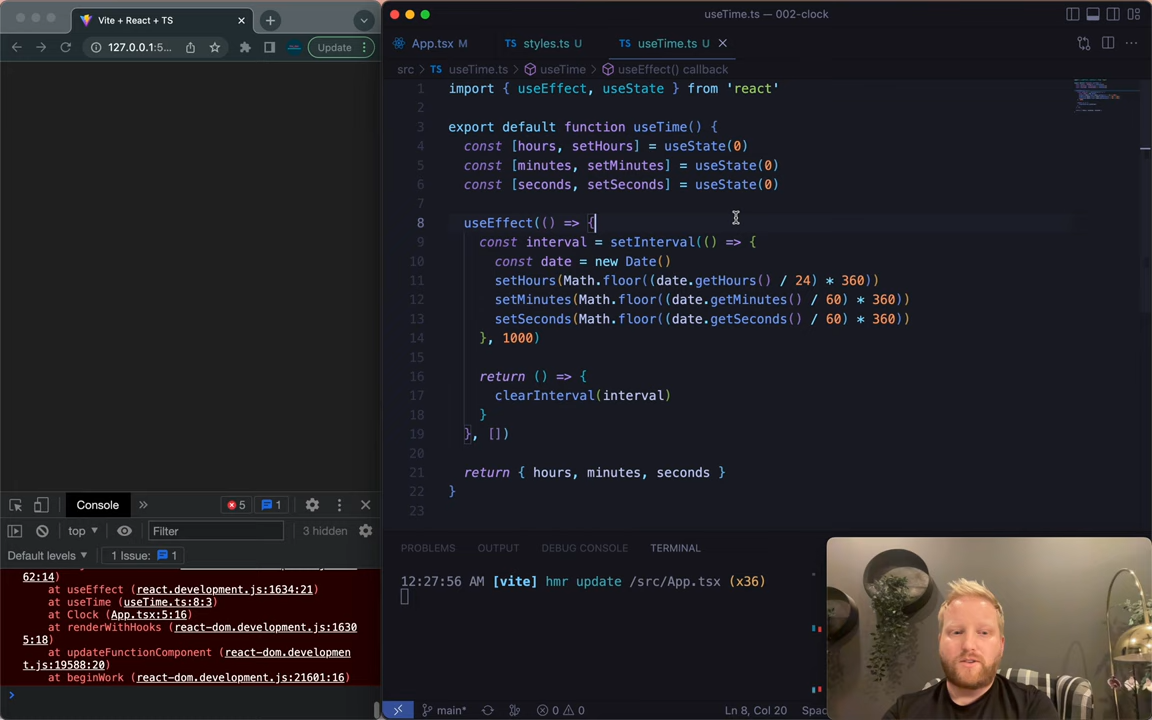 Vite + React + TS
127.0.0.1:5...
Update
Console
5
1
top
Filter
3 hidden
Default levels
1 Issue:
1
62:14)
at useEffect (react.development.js:1634:21)
at useTime (useTime.ts:8:3)
at Clock (App.tsx:5:16)
at renderWithHooks (react-dom.development.js:1630
5:18)
at updateFunctionComponent (react-dom.developmen
t.js:19588:20)
at beginWork (react-dom.development.js:21601:16)
>
useTime.ts — 002-clock
App.tsx M
TS styles.ts U
TS useTime.ts U
src > TS useTime.ts > useTime > useEffect() callback
1 import { useEffect, useState } from 'react'
2
3 export default function useTime() {
4 const [hours, setHours] = useState(0)
5 const [minutes, setMinutes] = useState(0)
6 const [seconds, setSeconds] = useState(0)
7
8 useEffect(() => {
9 const interval = setInterval(() => {
10 const date = new Date()
11 setHours(Math.floor((date.getHours() / 24) * 360))
12 setMinutes(Math.floor((date.getMinutes() / 60) * 360))
13 setSeconds(Math.floor((date.getSeconds() / 60) * 360))
14 }, 1000)
15
16 return () => {
17 clearInterval(interval)
18 }
19 }, [])
20
21 return { hours, minutes, seconds }
22 }
23
PROBLEMS OUTPUT DEBUG CONSOLE TERMINAL
12:27:56 AM [vite] hmr update /src/App.tsx (x36)
main* 0 0 Ln 8, Col 20